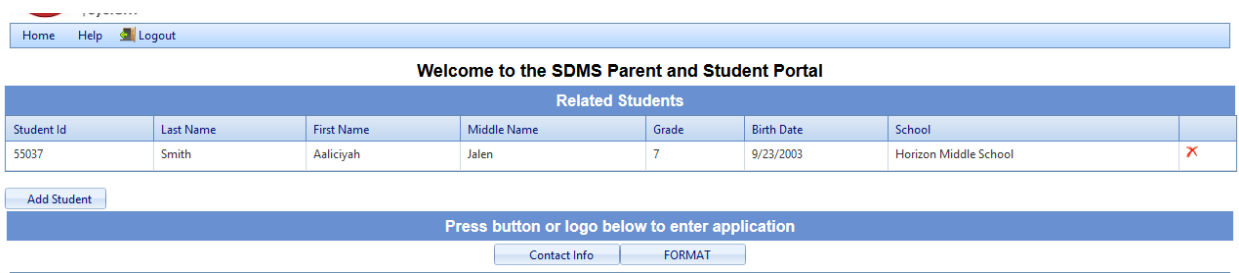 Home Help Logout
Welcome to the SDMS Parent and Student Portal
Related Students
Student Id Last Name First Name Middle Name Grade Birth Date School
55037 Smith Aaliciyah Jalen 7 9/23/2003 Horizon Middle School
Add Student
Press button or logo below to enter application
Contact Info FORMAT